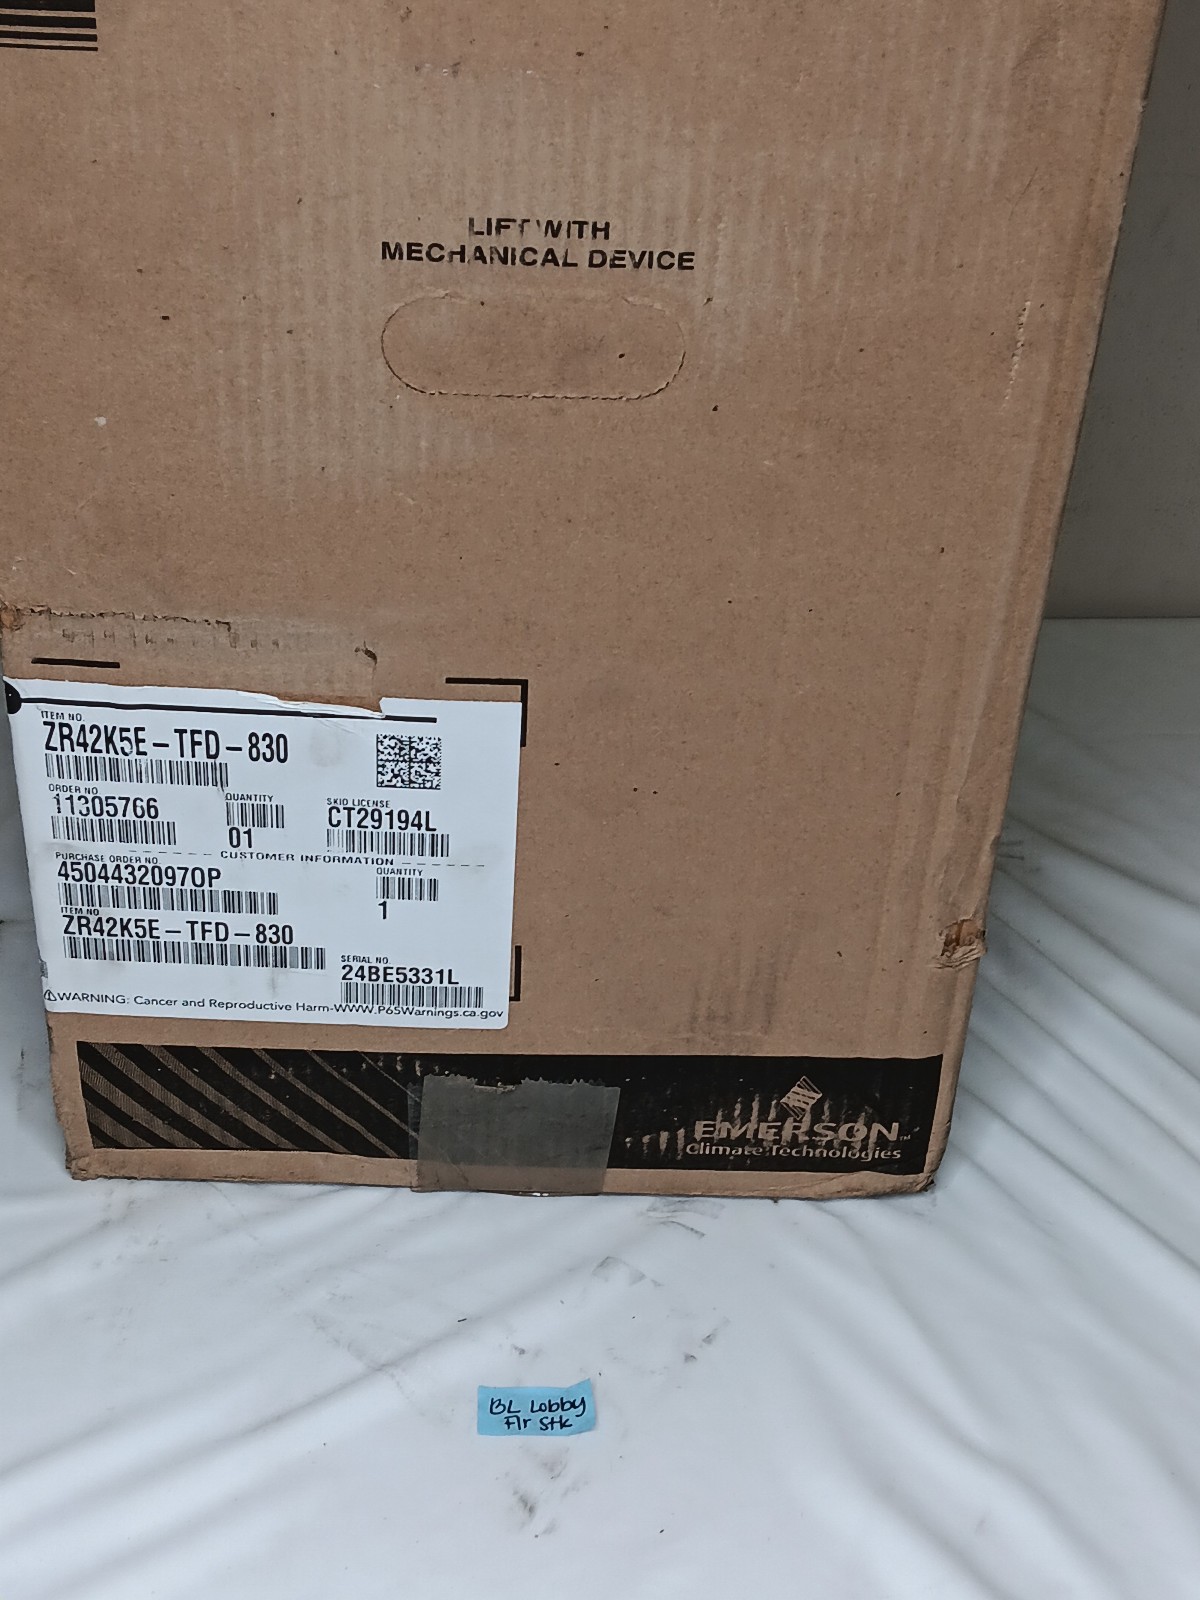 LIFT WITH
MECHANICAL DEVICE
ITEM NO.
ZR42K5E-TFD-830
ORDER NO
11305766
QUANTITY
01
SKID LICENSE
CT29194L
CUSTOMER INFORMATION
PURCHASE ORDER NO.
4504432097OP
QUANTITY
1
ITEM NO
ZR42K5E-TFD-830
SERIAL NO.
24BE5331L
⚠WARNING: Cancer and Reproductive Harm-WWW.P65Warnings.ca.gov
EMERSON™
Climate Technologies
BL Lobby
Flr Stk